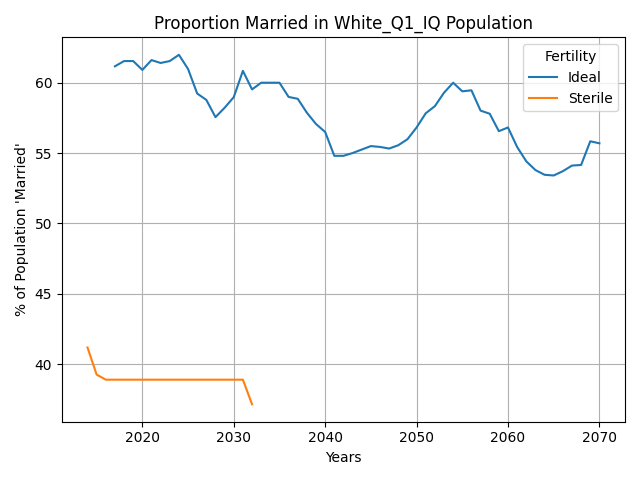 Proportion Married in White_Q1_IQ Population
Fertility
Ideal
Sterile
% of Population 'Married'
60
55
50
45
40
2020
2030
2040
2050
2060
2070
Years